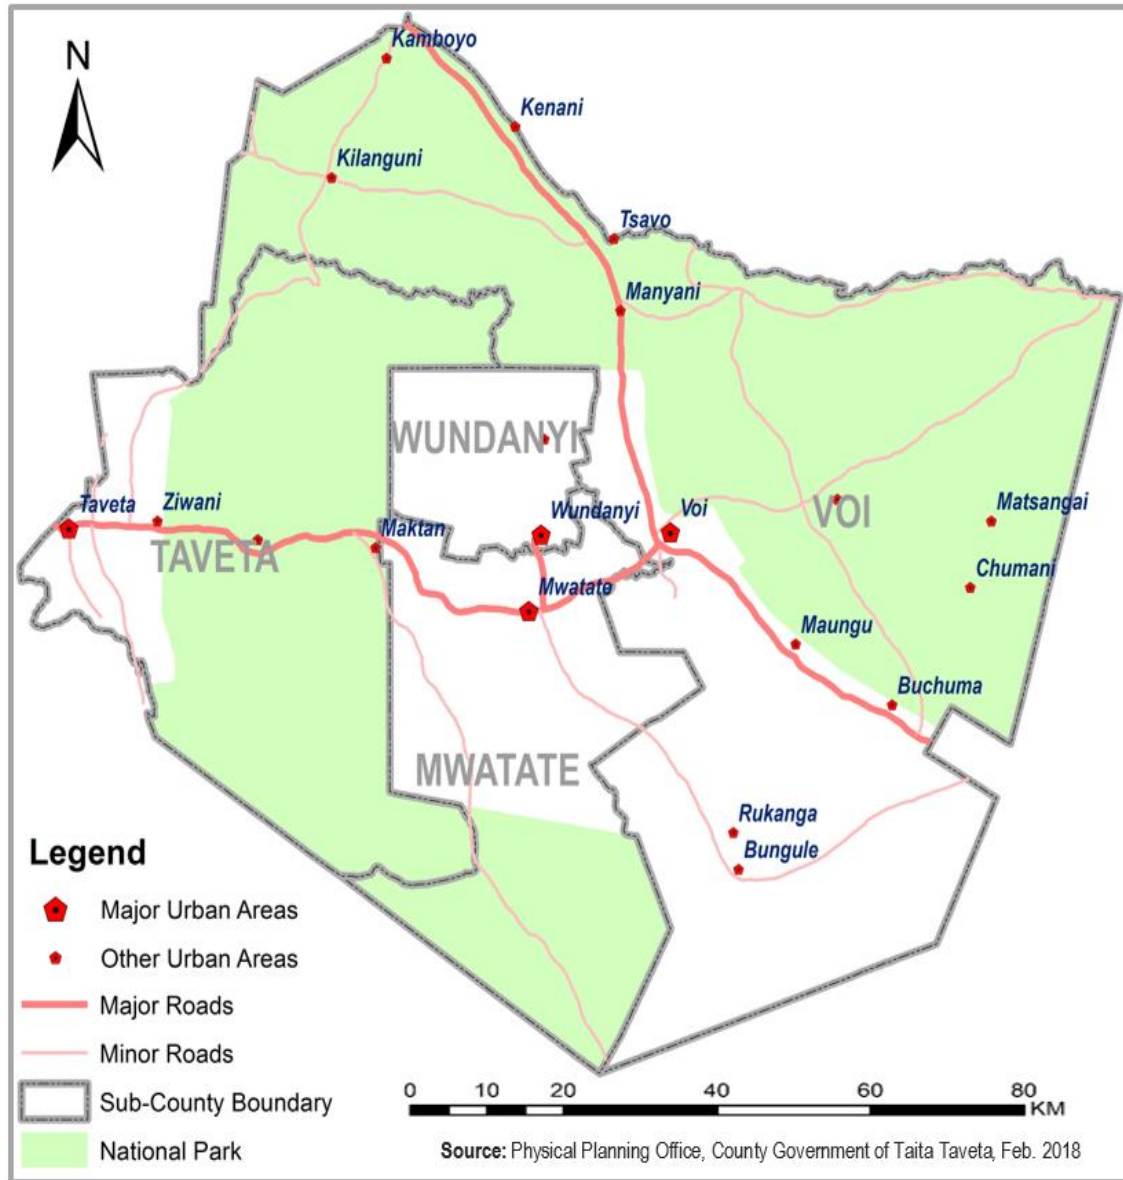 N
Kamboyo
Kenani
Kilanguni
Tsavo
Manyani
WUNDANYI
Taveta
Ziwani
Maktan
Wundanyi
Voi
VOI
Matsangai
TAVETA
Mwatate
Chumani
Maungu
Buchuma
MWATATE
Rukanga
Bungule
Legend
Major Urban Areas
Other Urban Areas
Major Roads
Minor Roads
Sub-County Boundary
National Park
0 10 20 40 60 80
KM
Source: Physical Planning Office, County Government of Taita Taveta, Feb. 2018